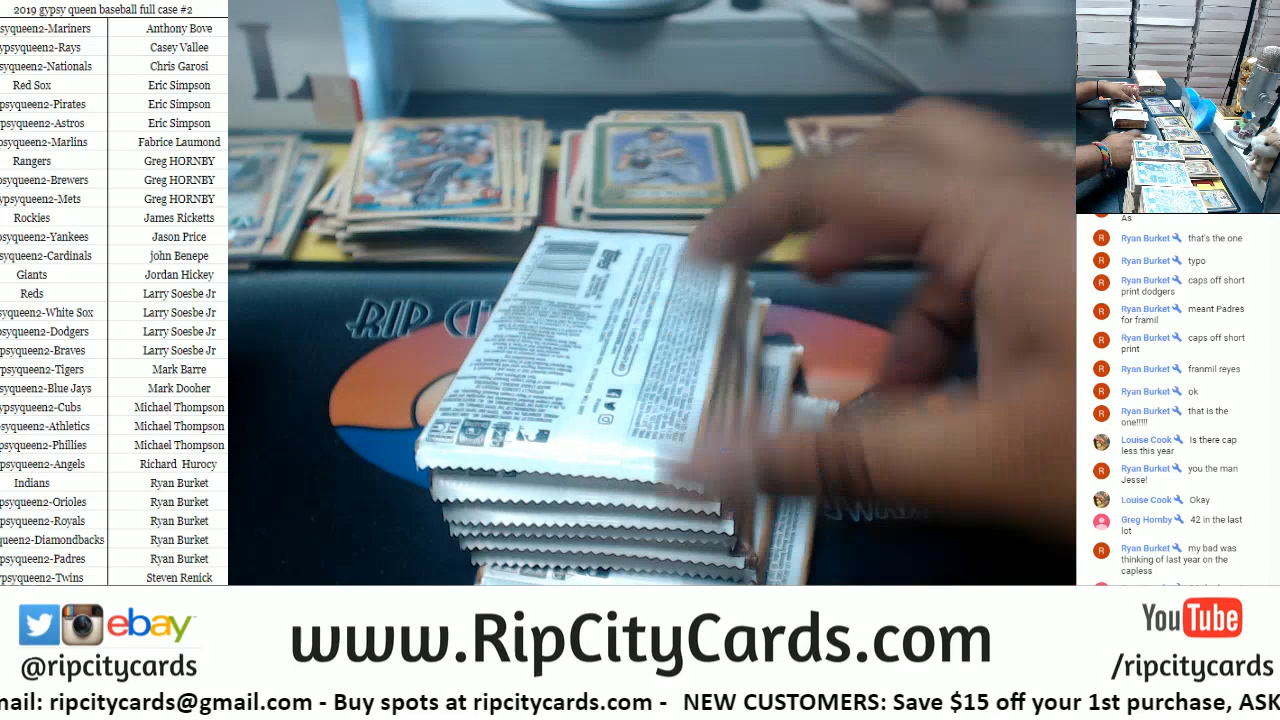 2019 gypsy queen baseball full case #2
syqueen2-Mariners Anthony Bove
ypsyqueen2-Rays Casey Vallee
syqueen2-Nationals Chris Garosi
Red Sox Eric Simpson
psyqueen2-Pirates Eric Simpson
psyqueen2-Astros Eric Simpson
psyqueen2-Marlins Fabrice Laumond
Rangers Greg HORNBY
psyqueen2-Brewers Greg HORNBY
ypsyqueen2-Mets Greg HORNBY
Rockies James Ricketts
psyqueen2-Yankees Jason Price
syqueen2-Cardinals john Benepe
Giants Jordan Hickey
Reds Larry Soesbe Jr
syqueen2-White Sox Larry Soesbe Jr
psyqueen2-Dodgers Larry Soesbe Jr
psyqueen2-Braves Larry Soesbe Jr
psyqueen2-Tigers Mark Barre
syqueen2-Blue Jays Mark Dooher
ypsyqueen2-Cubs Michael Thompson
psyqueen2-Athletics Michael Thompson
psyqueen2-Phillies Michael Thompson
psyqueen2-Angels Richard Hurocy
Indians Ryan Burket
psyqueen2-Orioles Ryan Burket
psyqueen2-Royals Ryan Burket
queen2-Diamondbacks Ryan Burket
psyqueen2-Padres Ryan Burket
ypsyqueen2-Twins Steven Renick
RIP CI
Topps
As
R Ryan Burket that's the one
R Ryan Burket typo
R Ryan Burket caps off short
print dodgers
R Ryan Burket meant Padres
for framil
R Ryan Burket caps off short
print
R Ryan Burket franmil reyes
R Ryan Burket ok
R Ryan Burket that is the
one!!!!!
Louise Cook Is there cap
less this year
R Ryan Burket you the man
Jesse!
Louise Cook Okay
Greg Hornby 42 in the last
lot
R Ryan Burket my bad was
thinking of last year on the
capless
ebay
@ripcitycards
www.RipCityCards.com
YouTube
/ripcitycards
mail: ripcitycards@gmail.com - Buy spots at ripcitycards.com - NEW CUSTOMERS: Save $15 off your 1st purchase, ASK